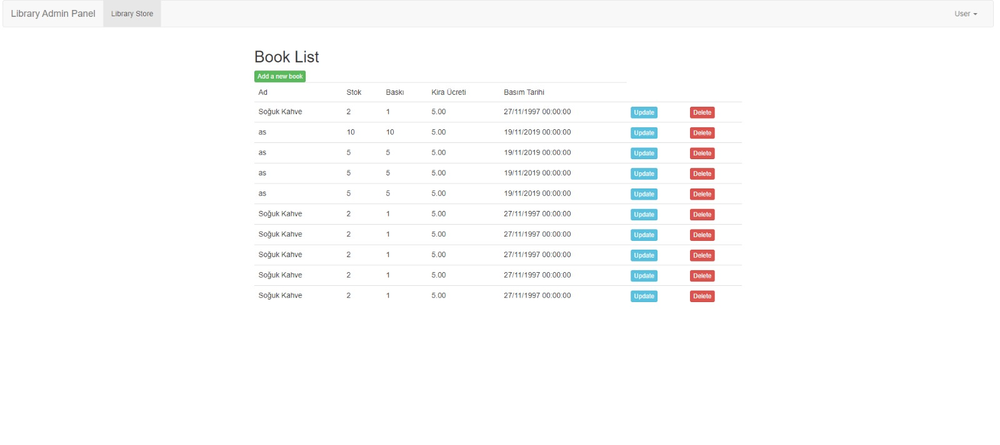 Library Admin Panel Library Store User
Book List
Add a new book
Ad Stok Baskı Kira Ücreti Basım Tarihi
Soğuk Kahve 2 1 5.00 27/11/1997 00:00:00 Update Delete
as 10 10 5.00 19/11/2019 00:00:00 Update Delete
as 5 5 5.00 19/11/2019 00:00:00 Update Delete
as 5 5 5.00 19/11/2019 00:00:00 Update Delete
as 5 5 5.00 19/11/2019 00:00:00 Update Delete
Soğuk Kahve 2 1 5.00 27/11/1997 00:00:00 Update Delete
Soğuk Kahve 2 1 5.00 27/11/1997 00:00:00 Update Delete
Soğuk Kahve 2 1 5.00 27/11/1997 00:00:00 Update Delete
Soğuk Kahve 2 1 5.00 27/11/1997 00:00:00 Update Delete
Soğuk Kahve 2 1 5.00 27/11/1997 00:00:00 Update Delete